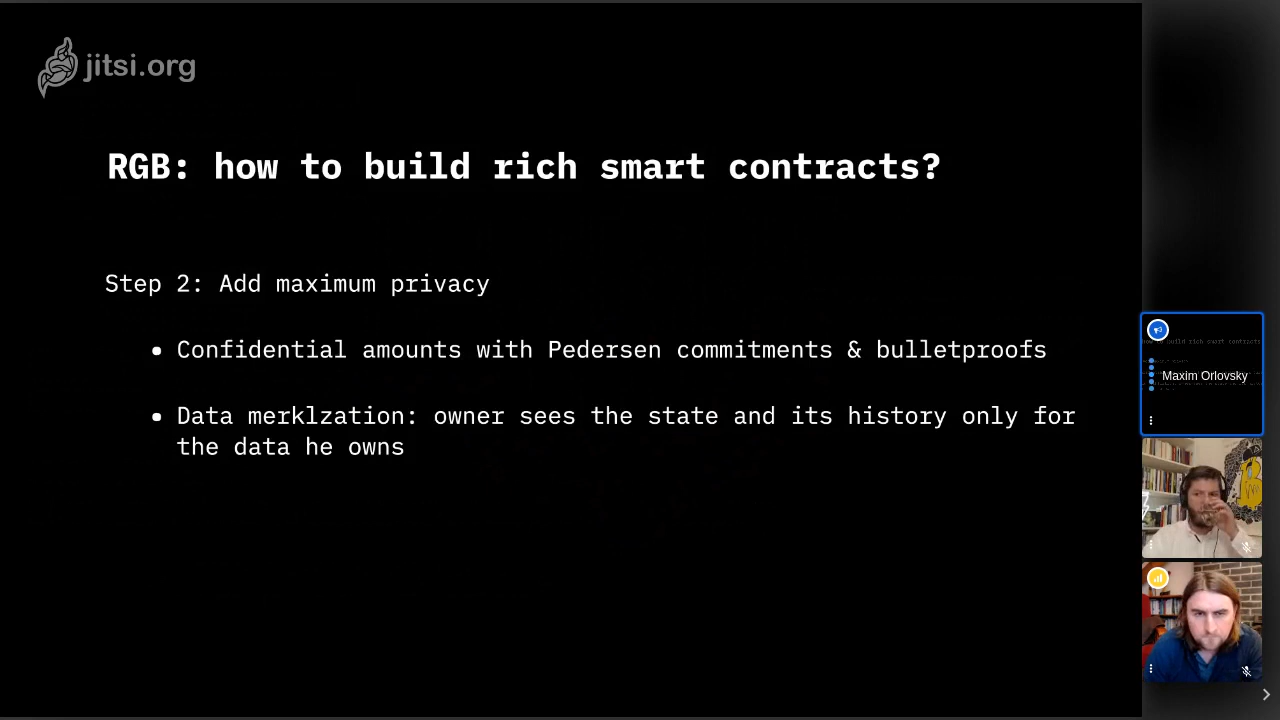 jitsi.org
RGB: how to build rich smart contracts?
Step 2: Add maximum privacy
• Confidential amounts with Pedersen commitments & bulletproofs
• Data merklzation: owner sees the state and its history only for
the data he owns
Maxim Orlovsky